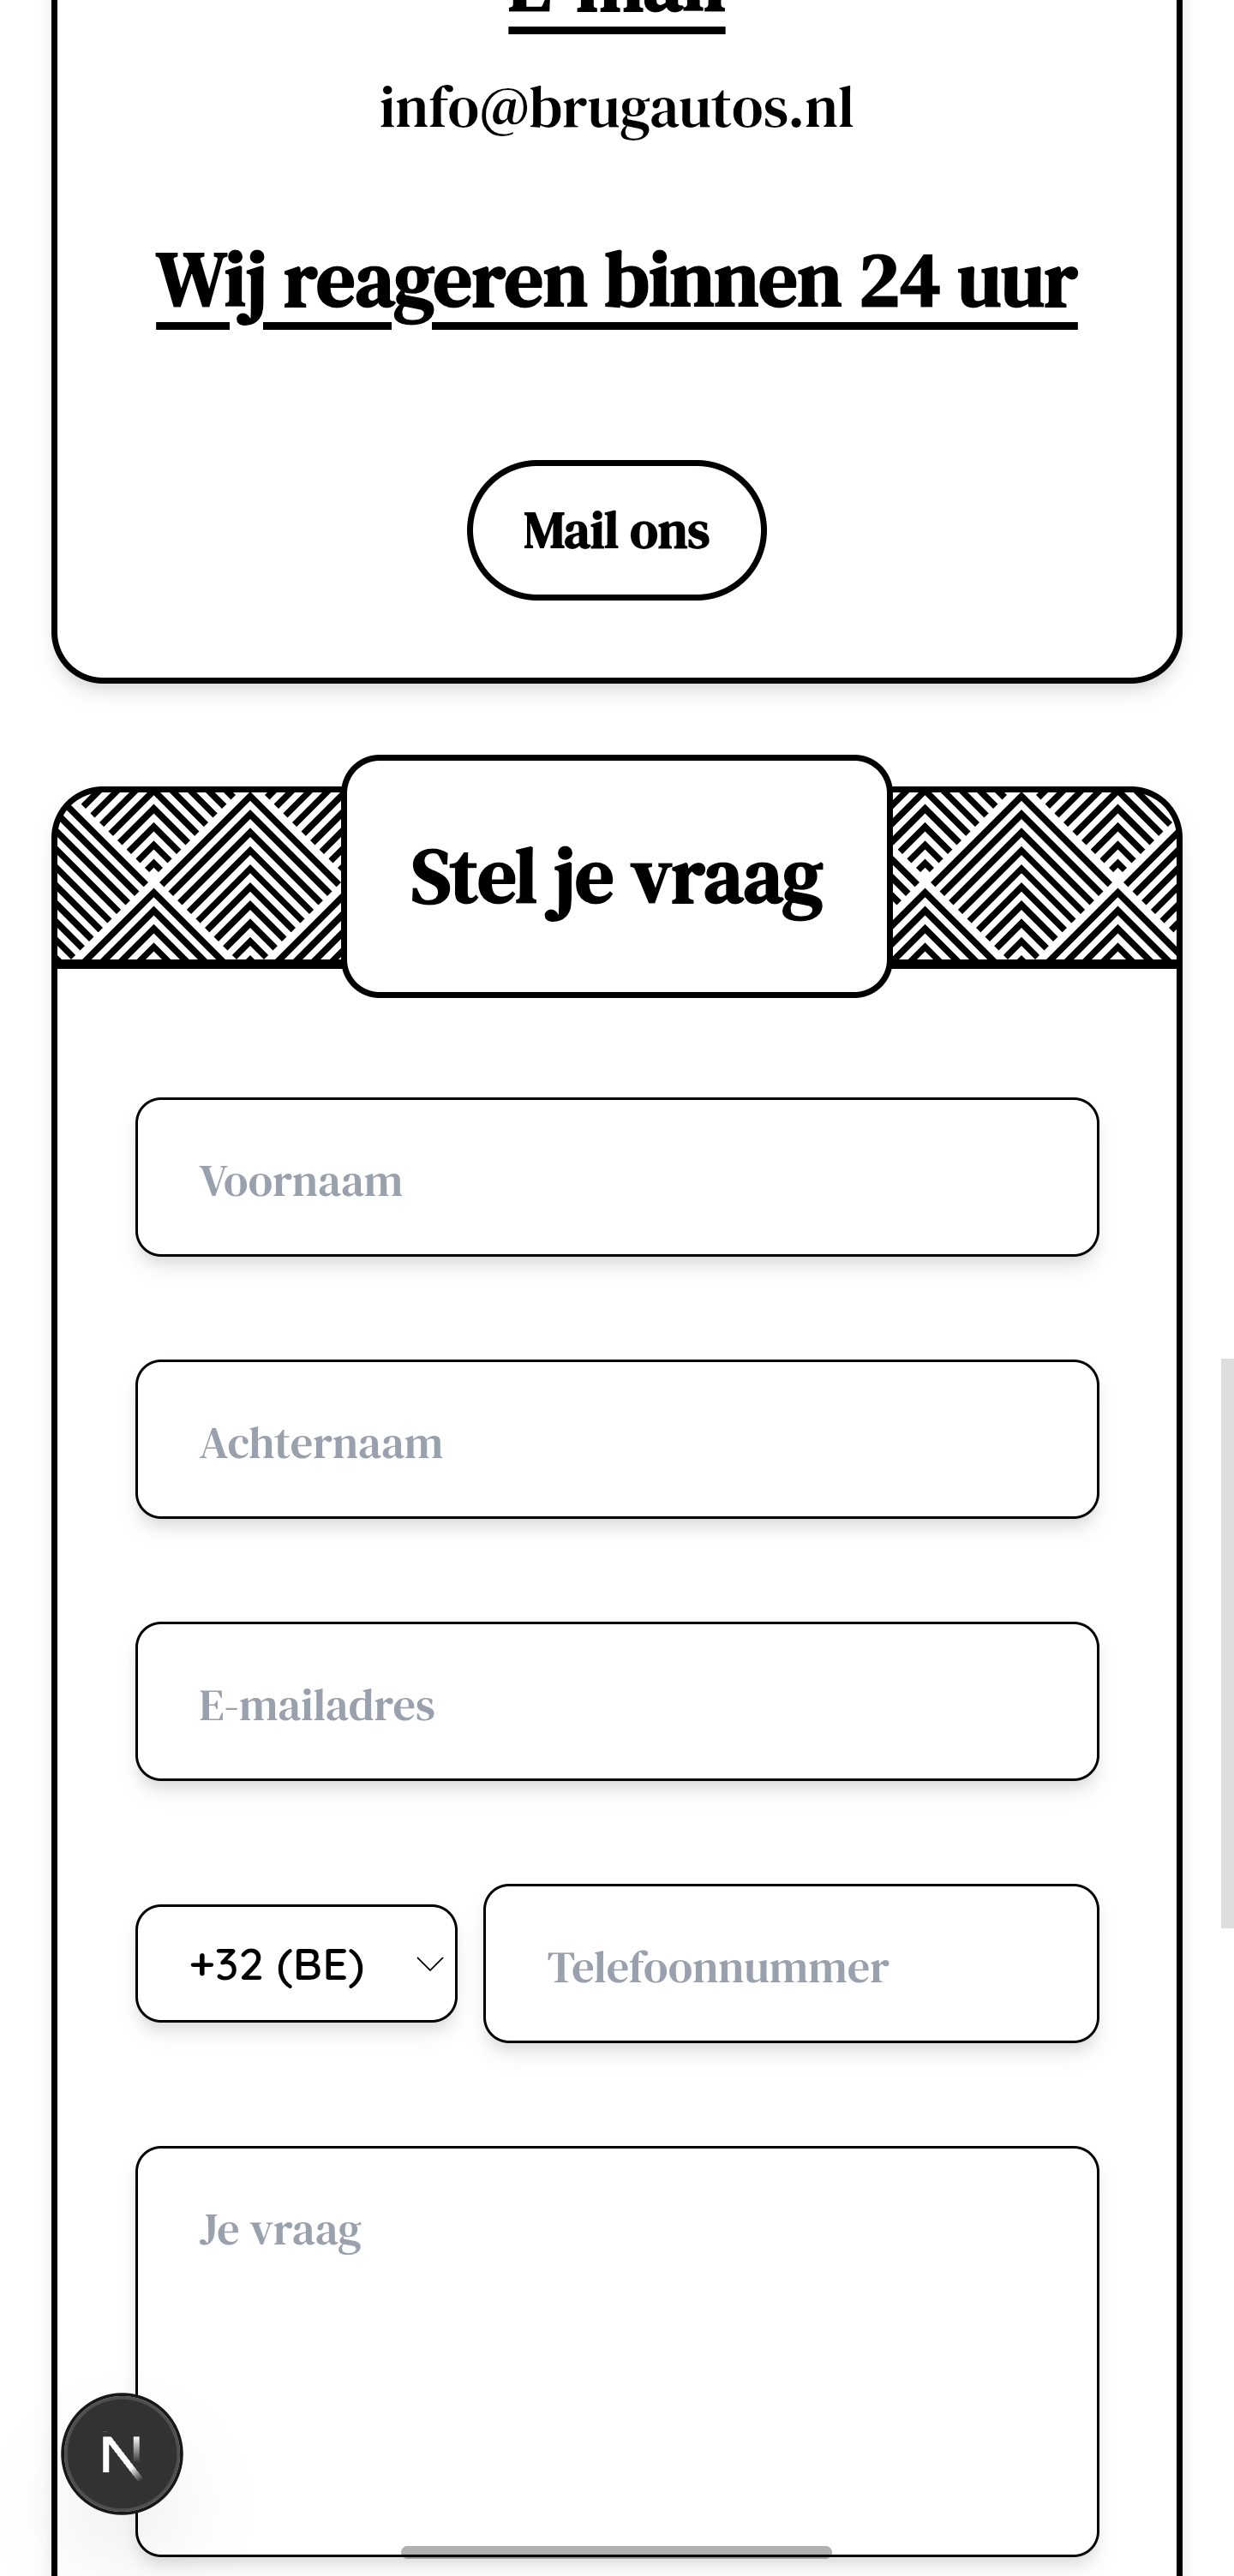 E-mail
info@brugautos.nl
Wij reageren binnen 24 uur
Mail ons
Stel je vraag
Voornaam
Achternaam
E-mailadres
+32 (BE)
Telefoonnummer
Je vraag
N